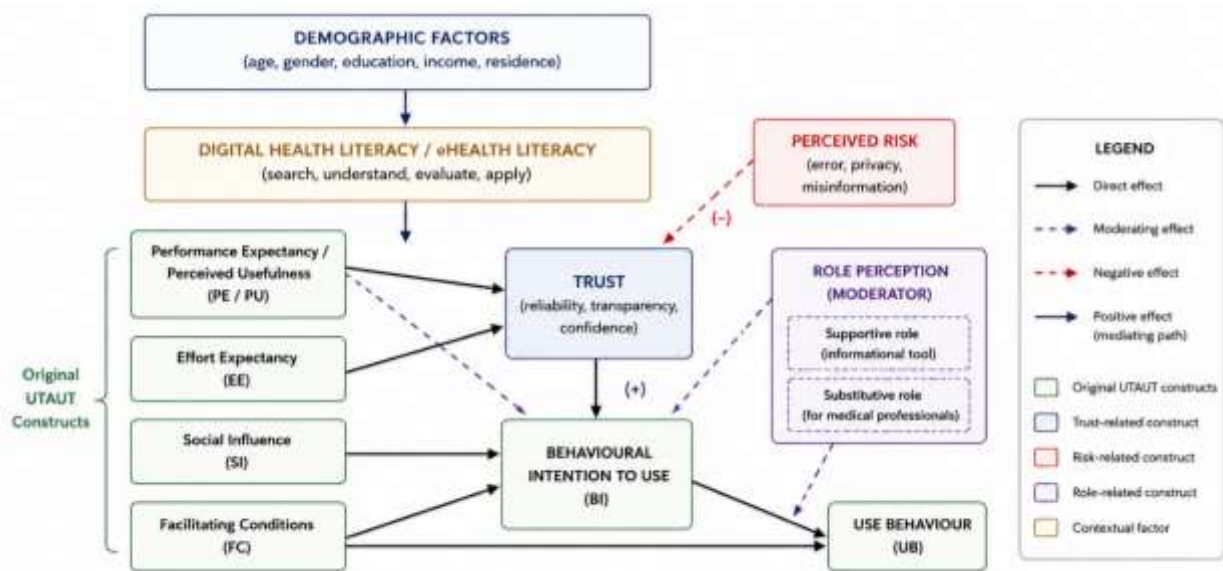 DEMOGRAPHIC FACTORS
(age, gender, education, income, residence)
DIGITAL HEALTH LITERACY / eHEALTH LITERACY
(search, understand, evaluate, apply)
PERCEIVED RISK
(error, privacy,
misinformation)
(−)
Original
UTAUT
Constructs
Performance Expectancy /
Perceived Usefulness
(PE / PU)
Effort Expectancy
(EE)
Social Influence
(SI)
Facilitating Conditions
(FC)
TRUST
(reliability, transparency,
confidence)
(+)
BEHAVIOURAL
INTENTION TO USE
(BI)
ROLE PERCEPTION
(MODERATOR)
Supportive role
(informational tool)
Substitutive role
(for medical professionals)
USE BEHAVIOUR
(UB)
LEGEND
Direct effect
Moderating effect
Negative effect
Positive effect
(mediating path)
Original UTAUT constructs
Trust-related construct
Risk-related construct
Role-related construct
Contextual factor